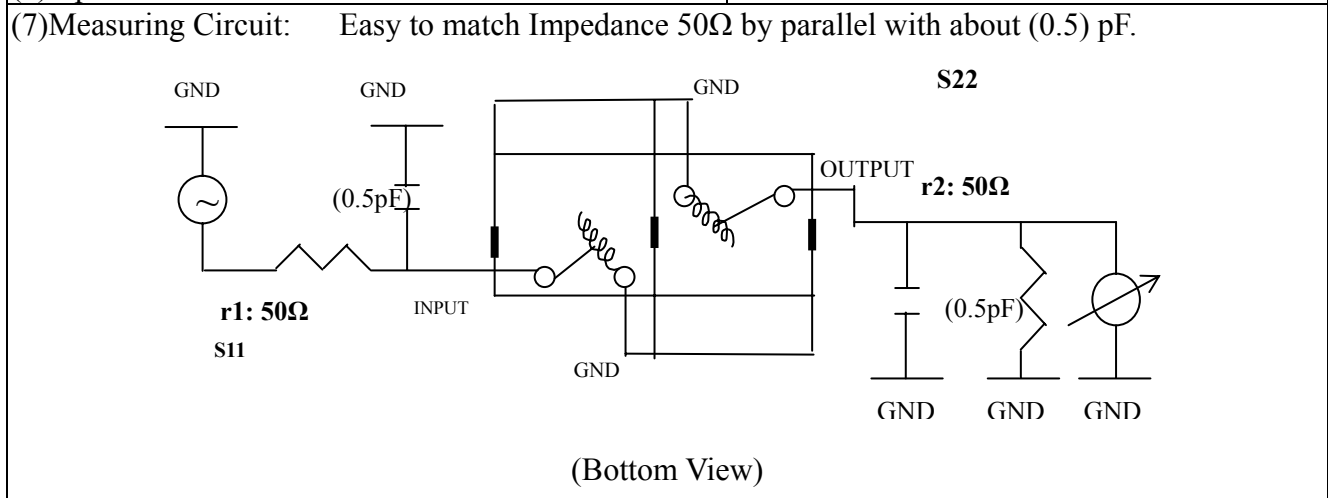 (7)Measuring Circuit: Easy to match Impedance 50Ω by parallel with about (0.5) pF.
GND GND GND S22
OUTPUT
(0.5pF) r2: 50Ω
~
r1: 50Ω INPUT (0.5pF)
S11
GND
GND GND GND
(Bottom View)